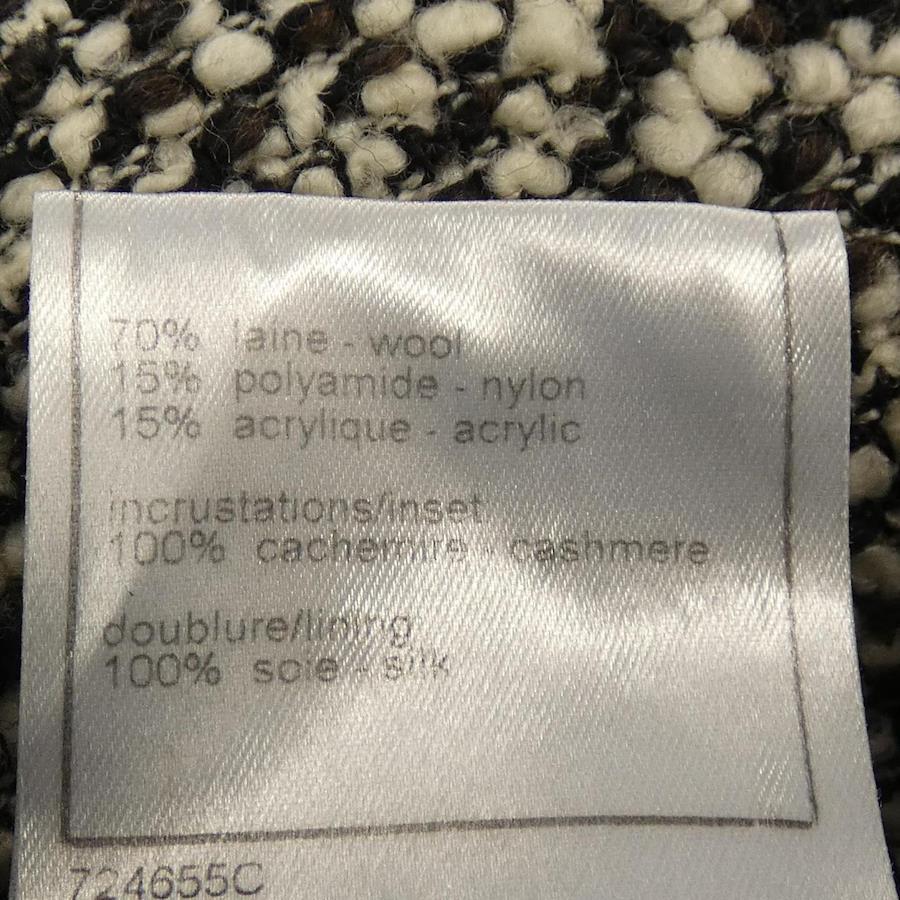 70% laine - wool
15% polyamide - nylon
15% acrylique - acrylic
incrustations/inset
100% cachemire - cashmere
doublure/lining
100% soie - silk
724655C